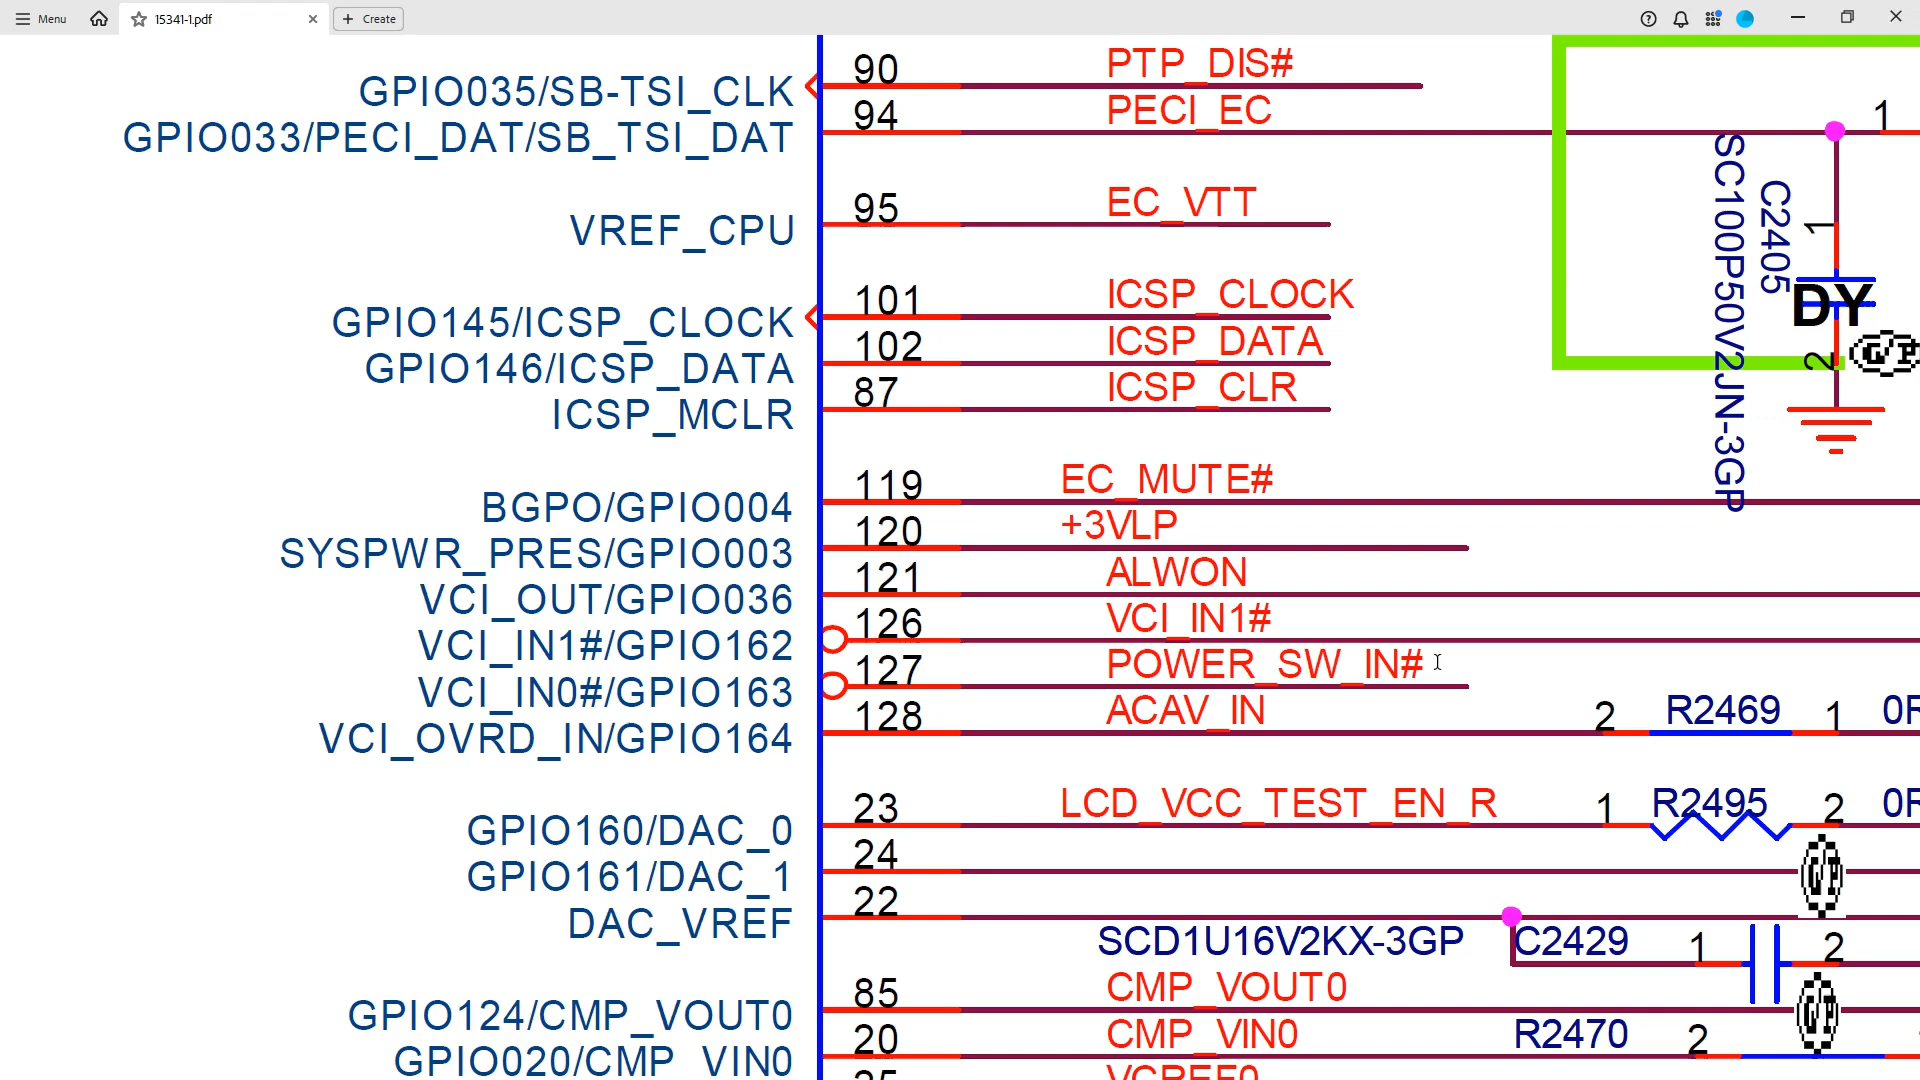 Menu
15341-1.pdf
Create
GPIO035/SB-TSI_CLK 90 PTP_DIS#
GPIO033/PECI_DAT/SB_TSI_DAT 94 PECI_EC 1
VREF_CPU 95 EC_VTT
GPIO145/ICSP_CLOCK 101 ICSP_CLOCK
GPIO146/ICSP_DATA 102 ICSP_DATA
ICSP_MCLR 87 ICSP_CLR
SC100P50V2JN-3GP
C2405
1
DY
2
BGPO/GPIO004 119 EC_MUTE#
SYSPWR_PRES/GPIO003 120 +3VLP
VCI_OUT/GPIO036 121 ALWON
VCI_IN1#/GPIO162 126 VCI_IN1#
VCI_IN0#/GPIO163 127 POWER_SW_IN#
VCI_OVRD_IN/GPIO164 128 ACAV_IN 2 R2469 1 0R
GPIO160/DAC_0 23 LCD_VCC_TEST_EN_R 1 R2495 2 0R
GPIO161/DAC_1 24
DAC_VREF 22
SCD1U16V2KX-3GP C2429 1 2
GPIO124/CMP_VOUT0 85 CMP_VOUT0
GPIO020/CMP_VIN0 20 CMP_VIN0 R2470 2
VCREF0